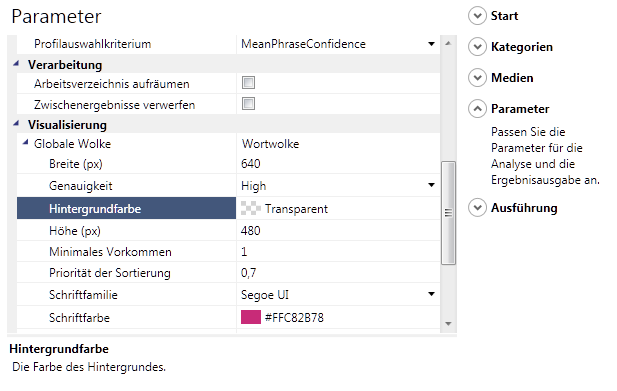 Parameter
Profilauswahlkriterium MeanPhraseConfidence
Verarbeitung
Arbeitsverzeichnis aufräumen
Zwischenergebnisse verwerfen
Visualisierung
Globale Wolke Wortwolke
Breite (px) 640
Genauigkeit High
Hintergrundfarbe Transparent
Höhe (px) 480
Minimales Vorkommen 1
Priorität der Sortierung 0,7
Schriftfamilie Segoe UI
Schriftfarbe #FFC82B78
Hintergrundfarbe
Die Farbe des Hintergrundes.
Start
Kategorien
Medien
Parameter
Passen Sie die
Parameter für die
Analyse und die
Ergebnisausgabe an.
Ausführung